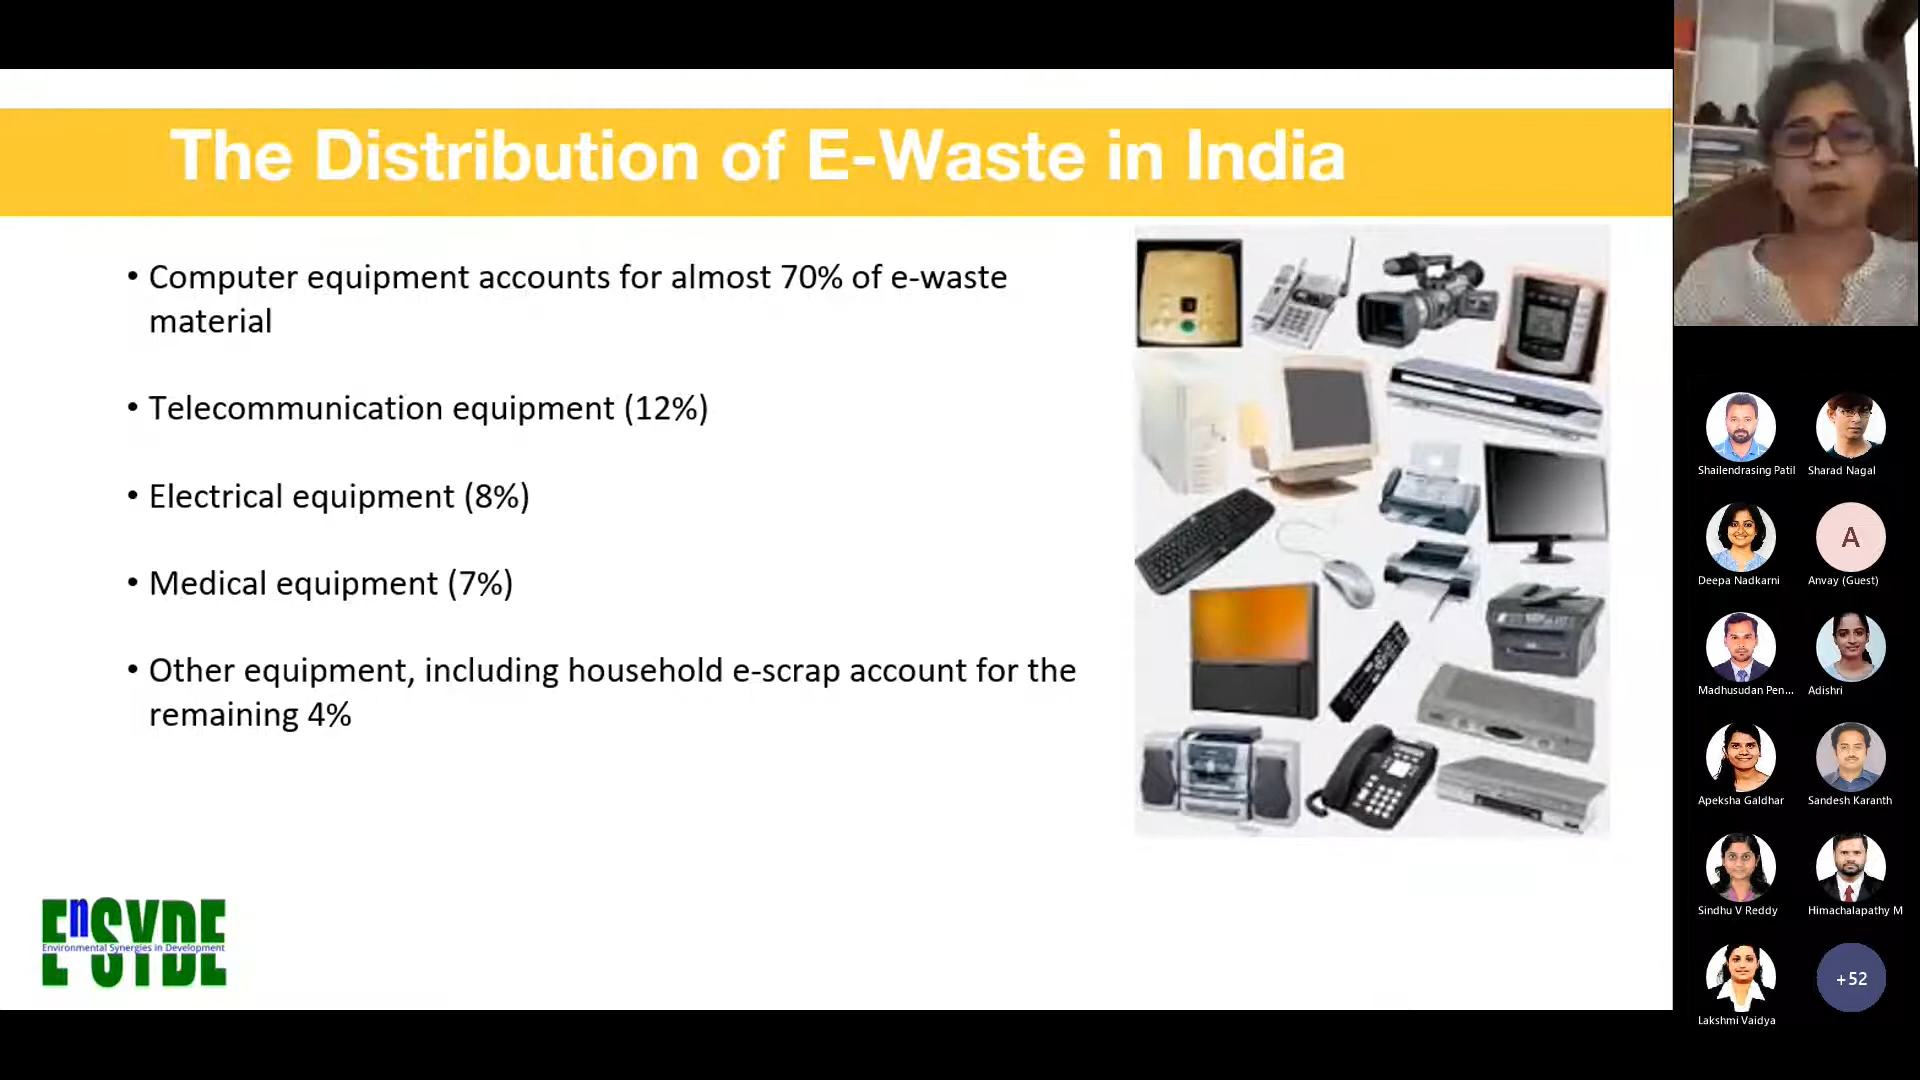 The Distribution of E-Waste in India
• Computer equipment accounts for almost 70% of e-waste
material
• Telecommunication equipment (12%)
• Electrical equipment (8%)
• Medical equipment (7%)
• Other equipment, including household e-scrap account for the
remaining 4%
EnSYDE
Environmental Synergies in Development
Shailendrasing Patil
Sharad Nagal
Deepa Nadkarni
A
Anvay (Guest)
Madhusudan Pen...
Adishri
Apeksha Galdhar
Sandesh Karanth
Sindhu V Reddy
Himachalapathy M
Lakshmi Vaidya
+52